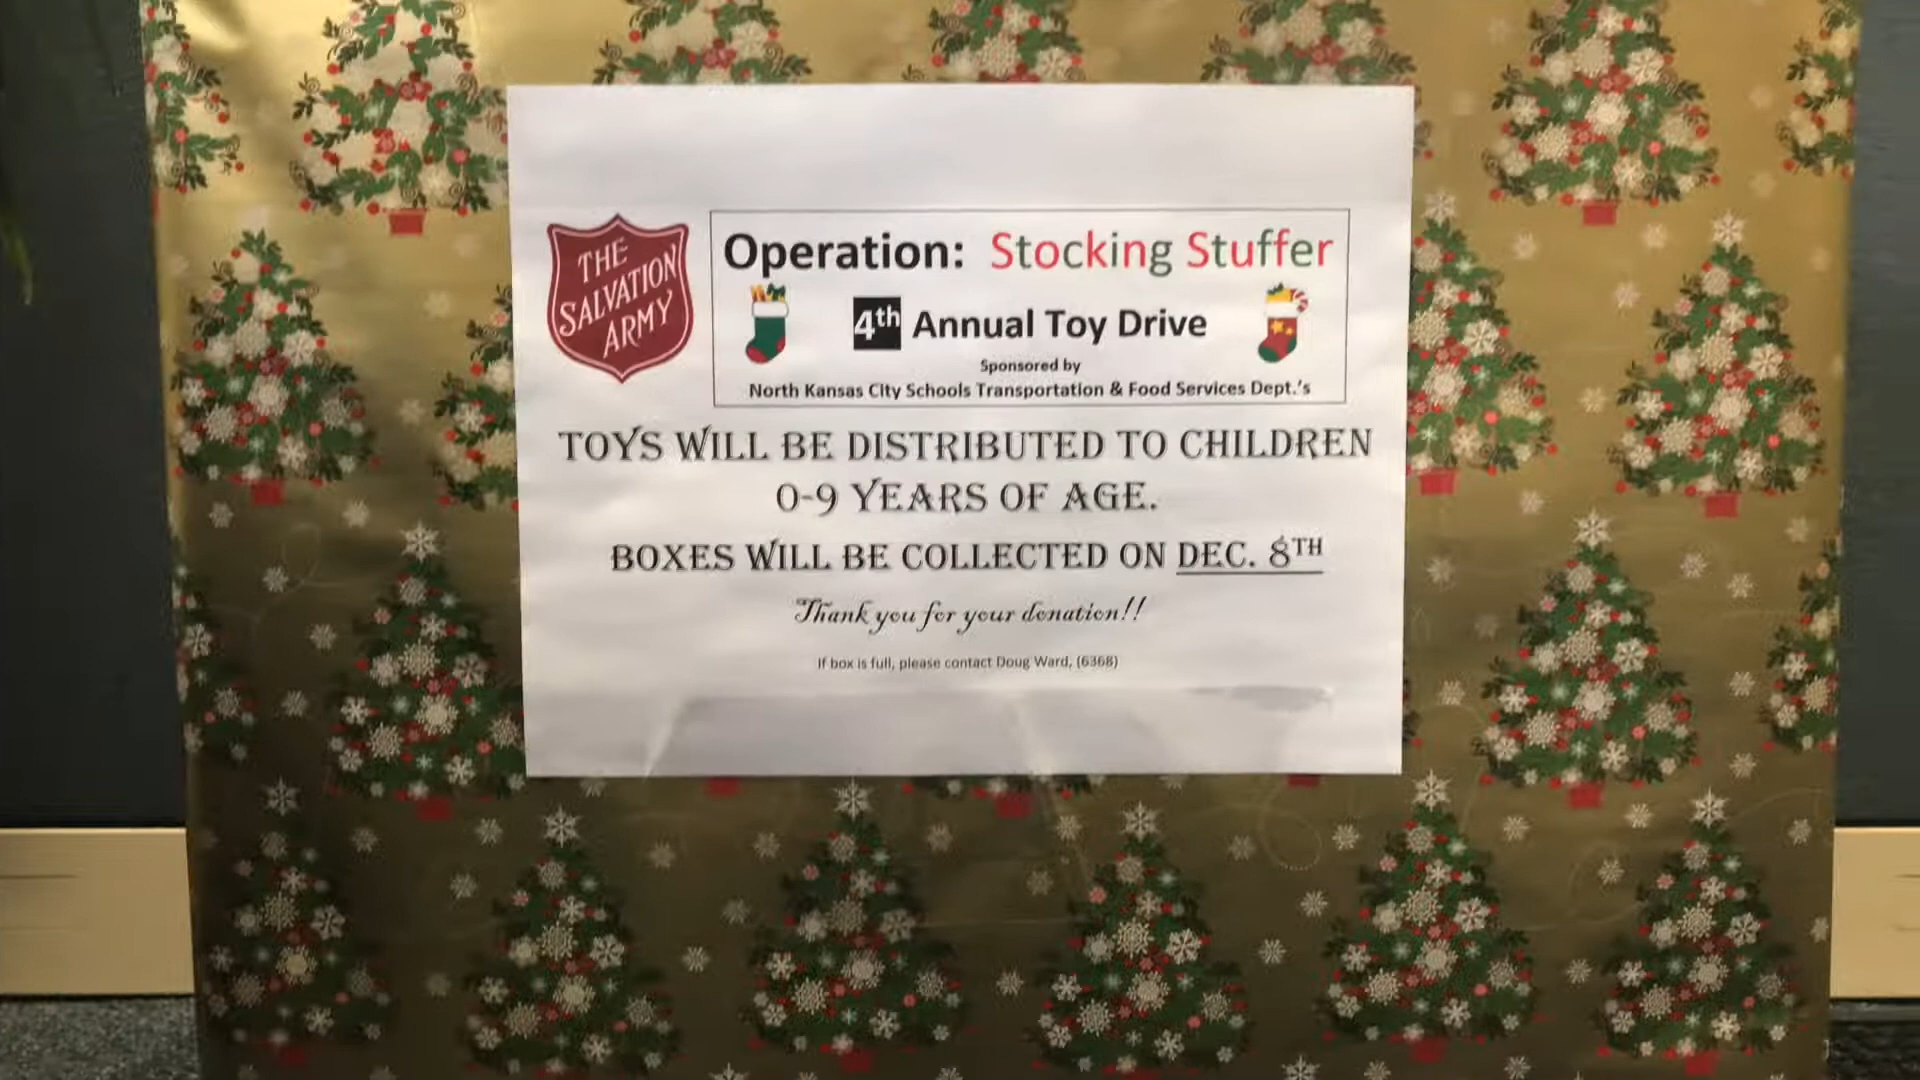 THE
SALVATION
ARMY
Operation: Stocking Stuffer
4th Annual Toy Drive
Sponsored by
North Kansas City Schools Transportation & Food Services Dept.'s
TOYS WILL BE DISTRIBUTED TO CHILDREN
0-9 YEARS OF AGE.
BOXES WILL BE COLLECTED ON DEC. 8TH
Thank you for your donation!!
If box is full, please contact Doug Ward, (6368)